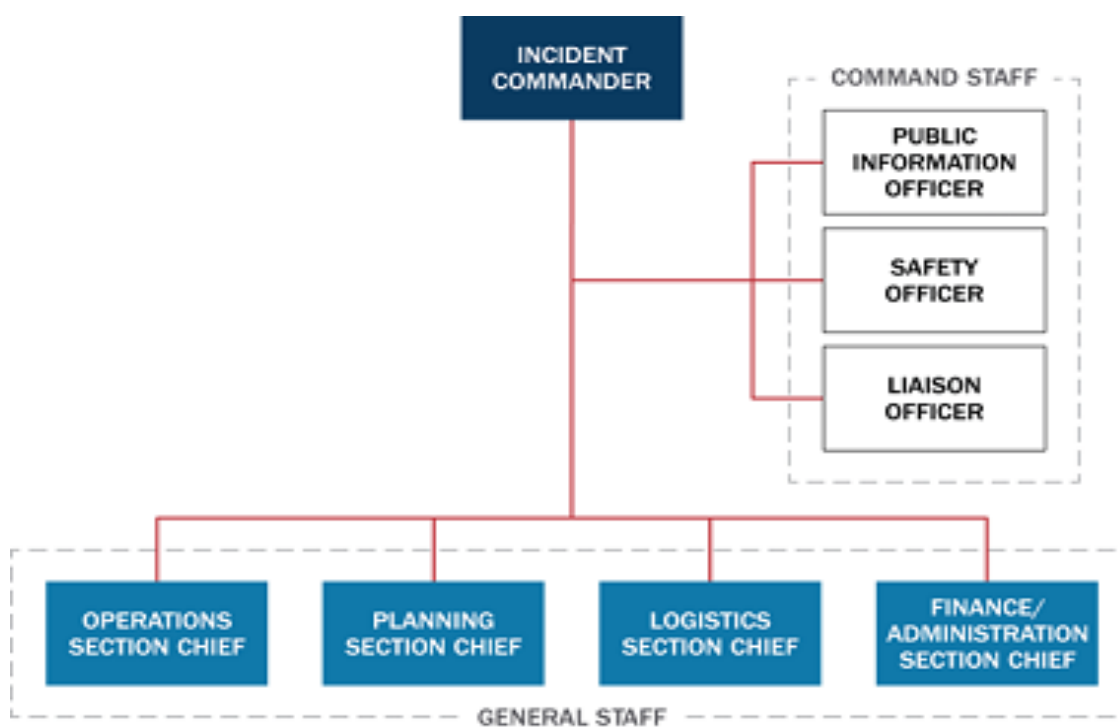 INCIDENT
COMMANDER
COMMAND STAFF
PUBLIC
INFORMATION
OFFICER
SAFETY
OFFICER
LIAISON
OFFICER
OPERATIONS
SECTION CHIEF
PLANNING
SECTION CHIEF
LOGISTICS
SECTION CHIEF
FINANCE/
ADMINISTRATION
SECTION CHIEF
GENERAL STAFF